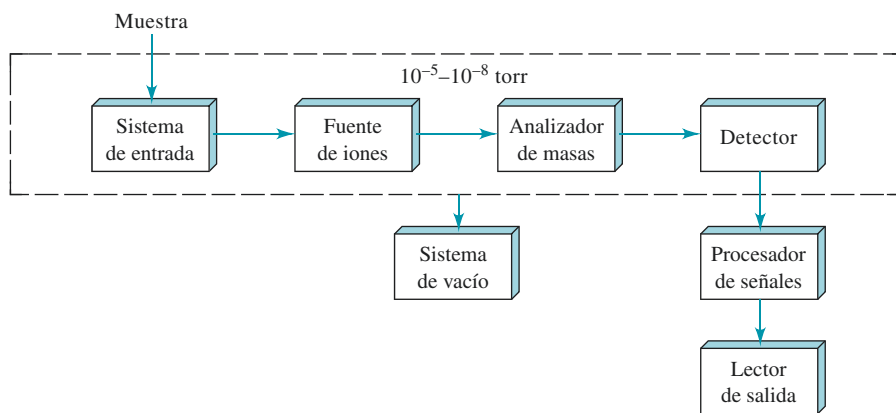 Muestra
10⁻⁵–10⁻⁸ torr
Sistema
de entrada
Fuente
de iones
Analizador
de masas
Detector
Sistema
de vacío
Procesador
de señales
Lector
de salida